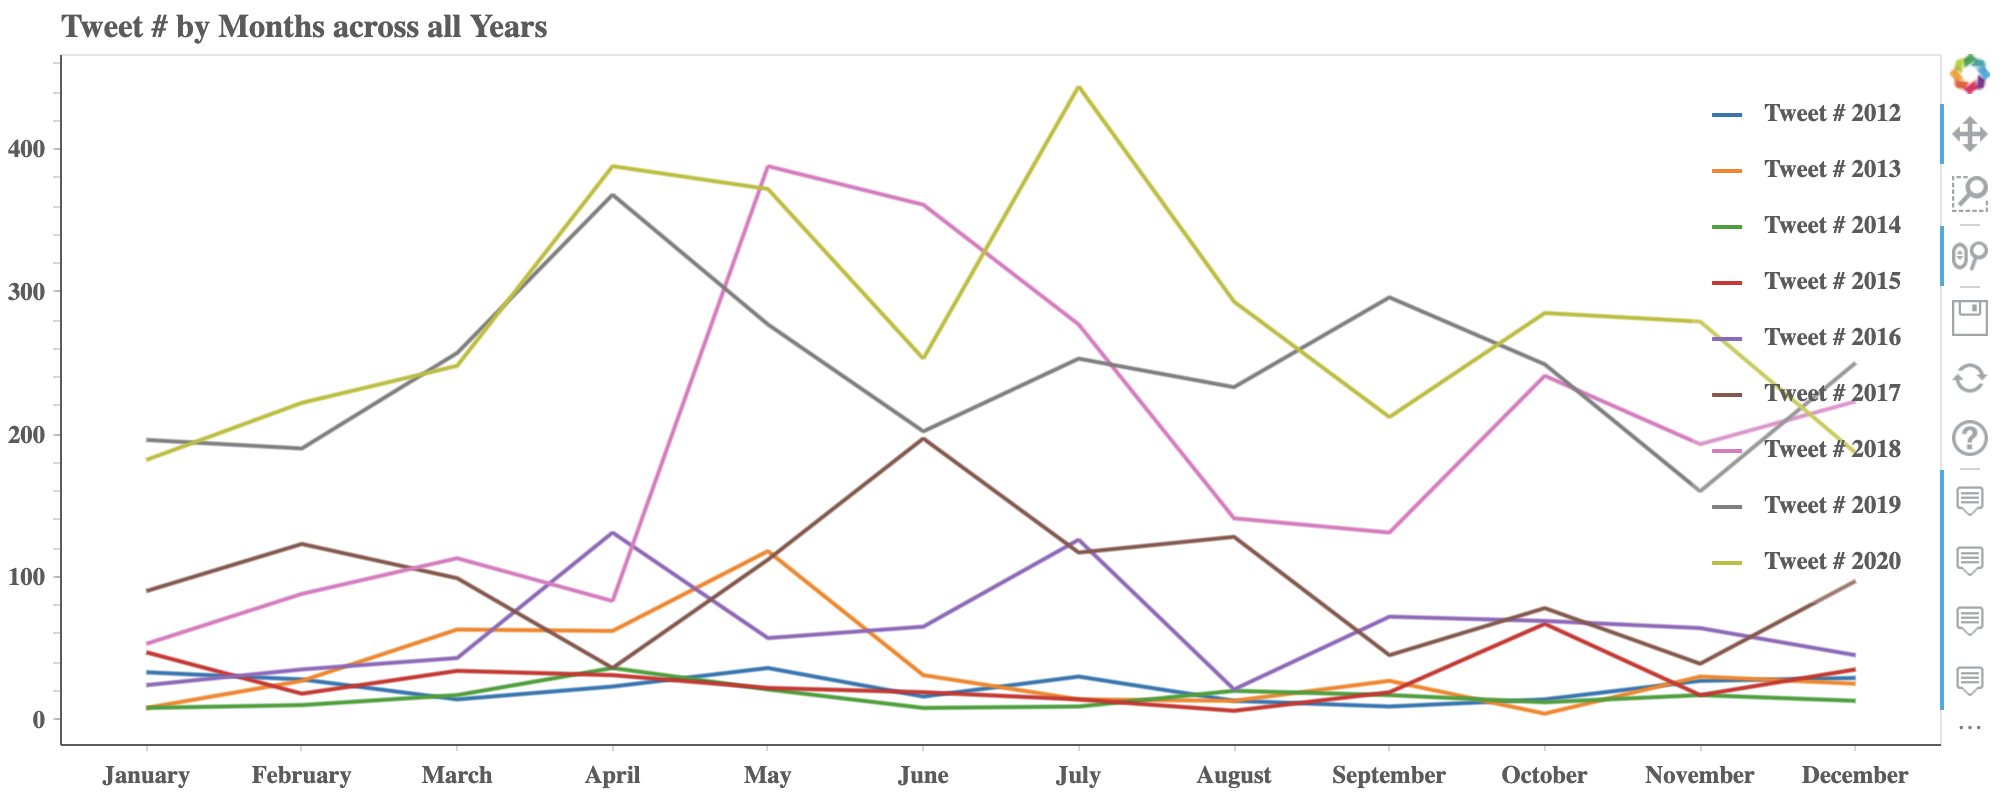 Tweet # by Months across all Years
400
300
200
100
0
January February March April May June July August September October November December
Tweet # 2012
Tweet # 2013
Tweet # 2014
Tweet # 2015
Tweet # 2016
Tweet # 2017
Tweet # 2018
Tweet # 2019
Tweet # 2020